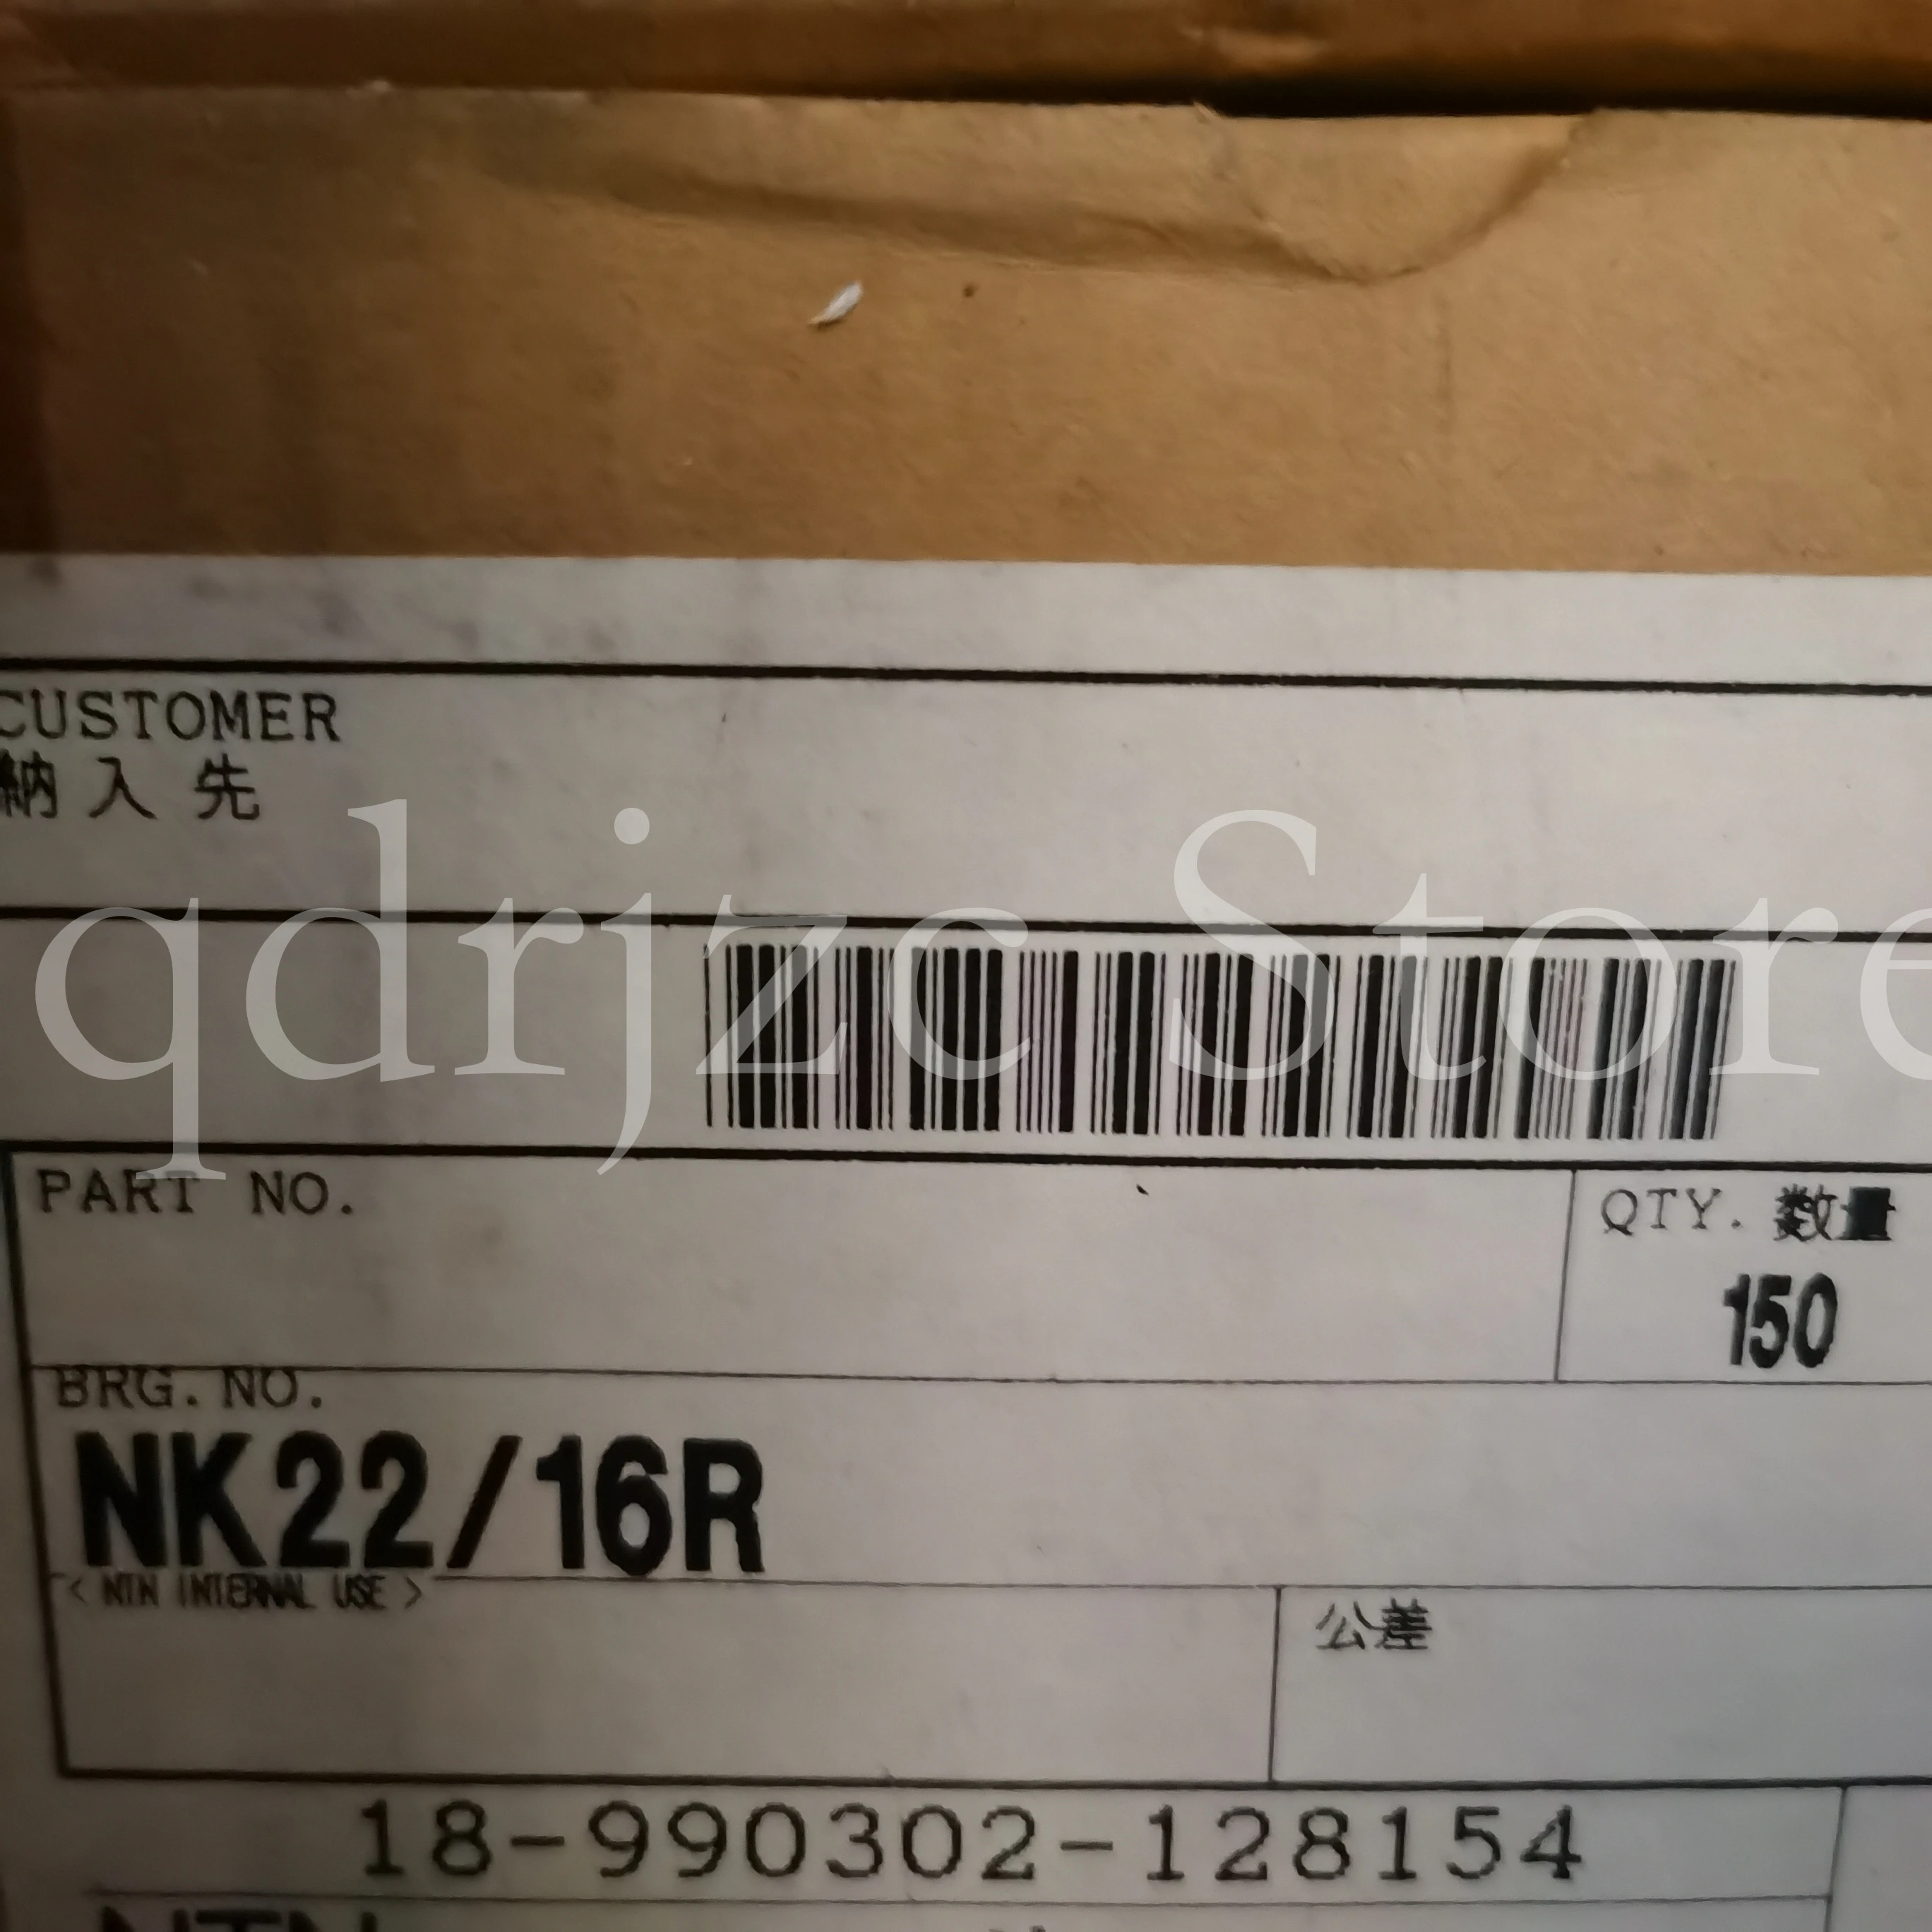 CUSTOMER
納入先
qdrjzc Store
PART NO.
QTY. 数量
150
BRG. NO.
NK22/16R
< NTN INTERNAL USE >
公差
18-990302-128154
NTN